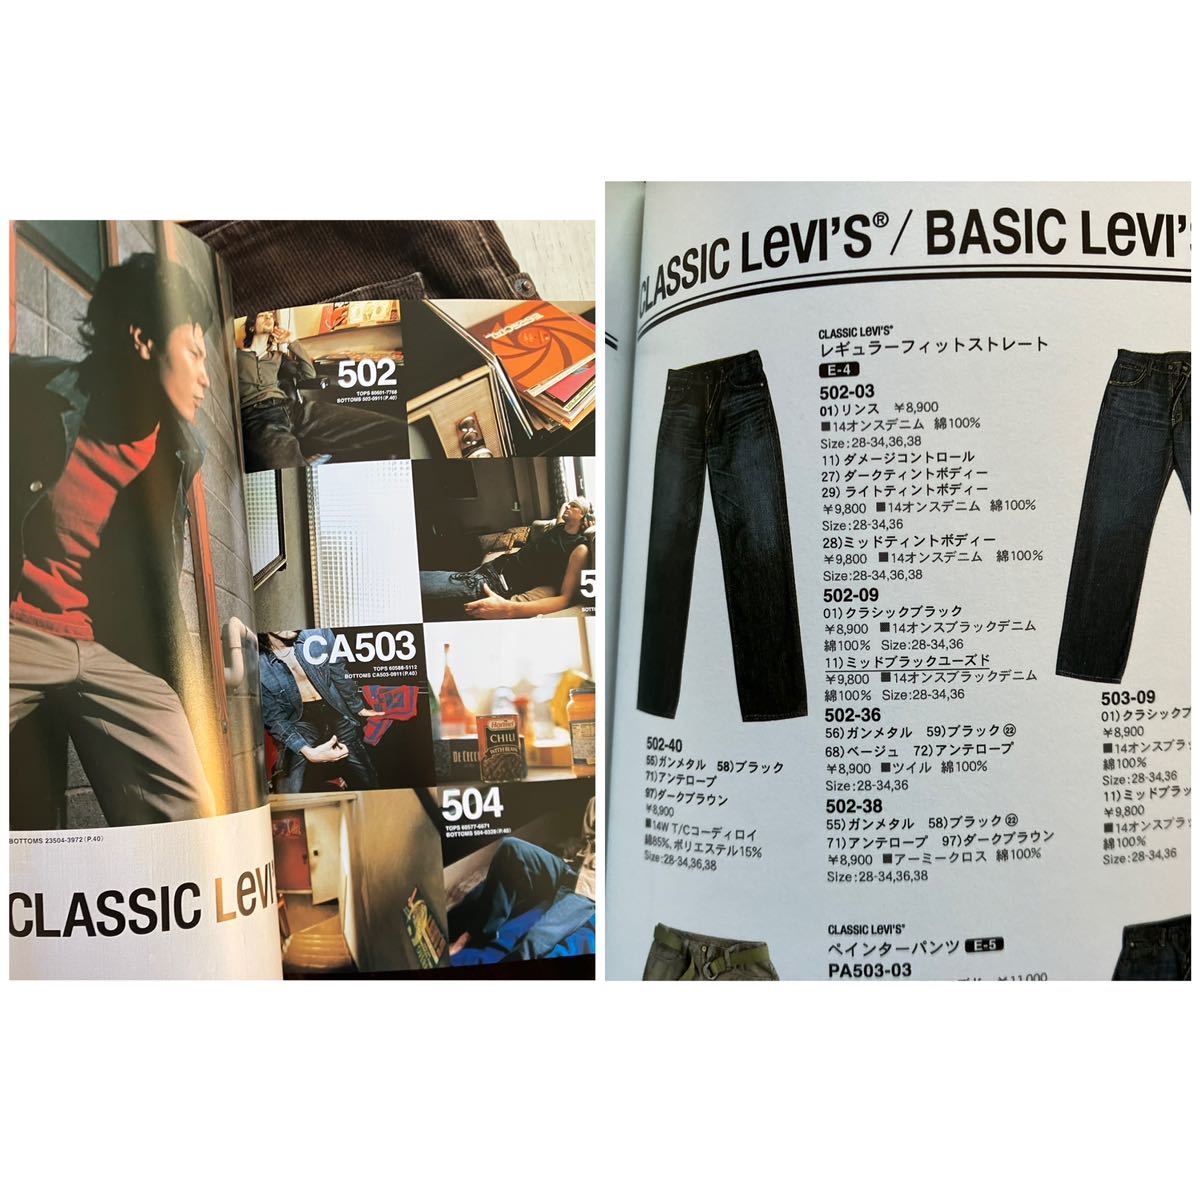 502
TOPS 60601-7766
BOTTOMS 502-0911(P.40)
CA503
TOPS 60588-5112
BOTTOMS CA503-0911(P.40)
Hormel
CHILI
WITH BEANS
DE CECCO
504
TOPS 60577-6671
BOTTOMS 504-0339(P.40)
BOTTOMS 23504-3972(P.40)
CLASSIC LeVI'
CLASSIC LeVI'S® / BASIC LeVI'S
CLASSIC LeVI'S®
レギュラーフィットストレート
E-4
502-03
01)リンス ¥8,900
■14オンスデニム 綿100%
Size:28-34,36,38
11)ダメージコントロール
27)ダークティントボディー
29)ライトティントボディー
¥9,800 ■14オンスデニム 綿100%
Size:28-34,36
28)ミッドティントボディー
¥9,800 ■14オンスデニム 綿100%
Size:28-34,36,38
502-09
01)クラシックブラック
¥8,900 ■14オンスブラックデニム
綿100% Size:28-34,36,38
11)ミッドブラックユーズド
¥9,800 ■14オンスブラックデニム
綿100% Size:28-34,36
502-36
56)ガンメタル 59)ブラック㉒
68)ベージュ 72)アンテロープ
¥8,900 ■ツイル 綿100%
Size:28-34,36
502-38
55)ガンメタル 58)ブラック㉒
71)アンテロープ 97)ダークブラウン
¥8,900 ■アーミークロス 綿100%
Size:28-34,36,38
502-40
55)ガンメタル 58)ブラック
71)アンテロープ
97)ダークブラウン
¥8,900
■14W T/Cコーディロイ
綿85%,ポリエステル15%
Size:28-34,36,38
503-09
01)クラシックブ
¥8,900
■14オンスブラ
綿100%
Size:28-34,36
11)ミッドブラッ
¥9,800
■14オンスブラ
綿100%
Size:28-34,36
CLASSIC LeVI'S®
ペインターパンツ E-5
PA503-03
¥11,000